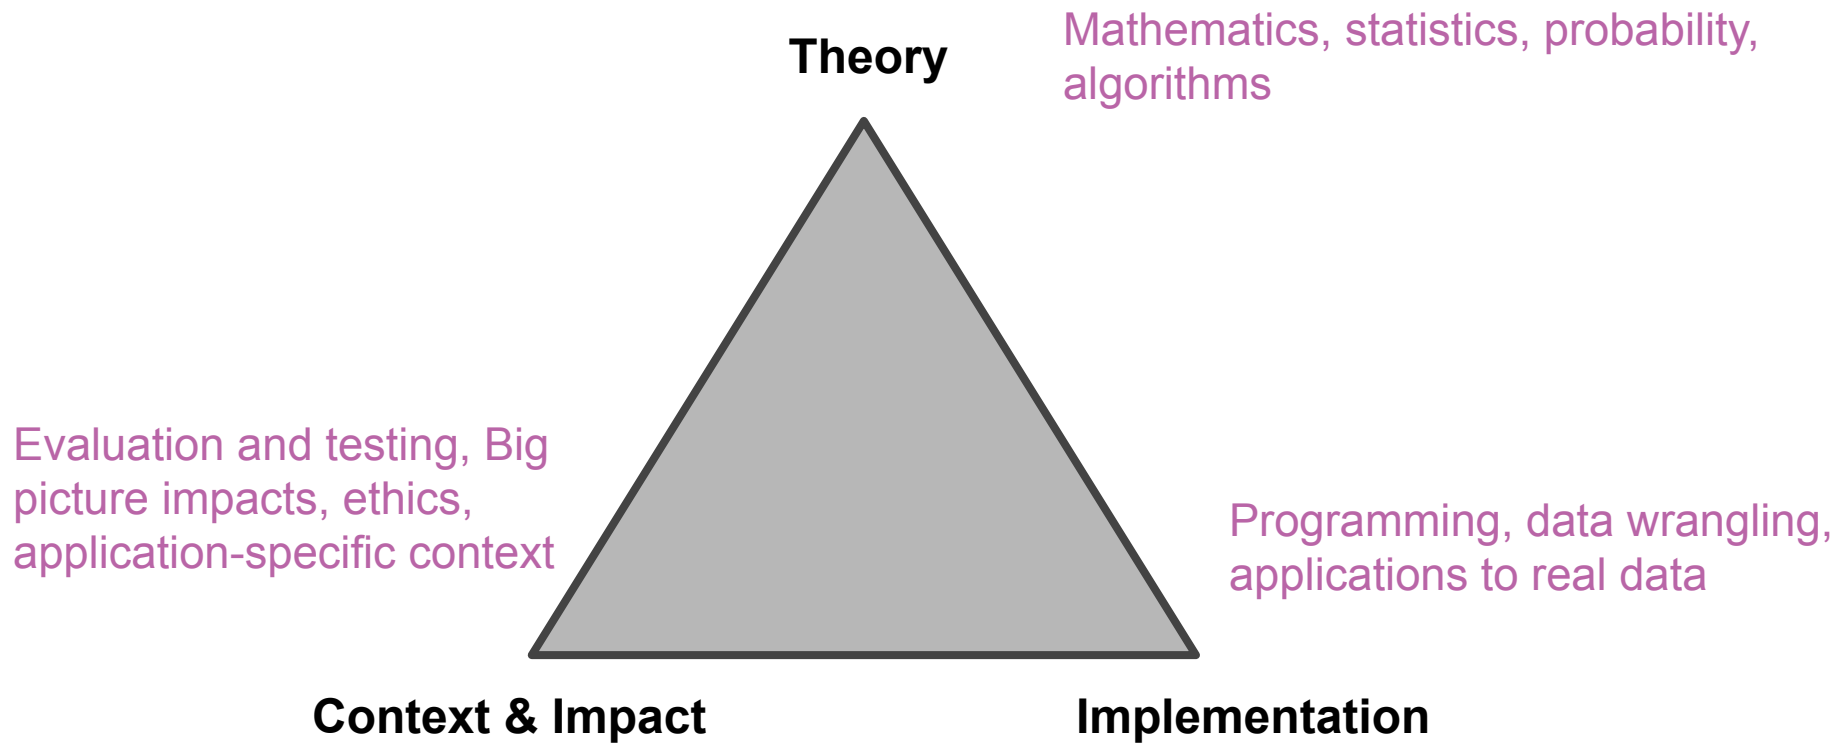 Theory
Mathematics, statistics, probability,
algorithms
Evaluation and testing, Big
picture impacts, ethics,
application-specific context
Programming, data wrangling,
applications to real data
Context & Impact
Implementation